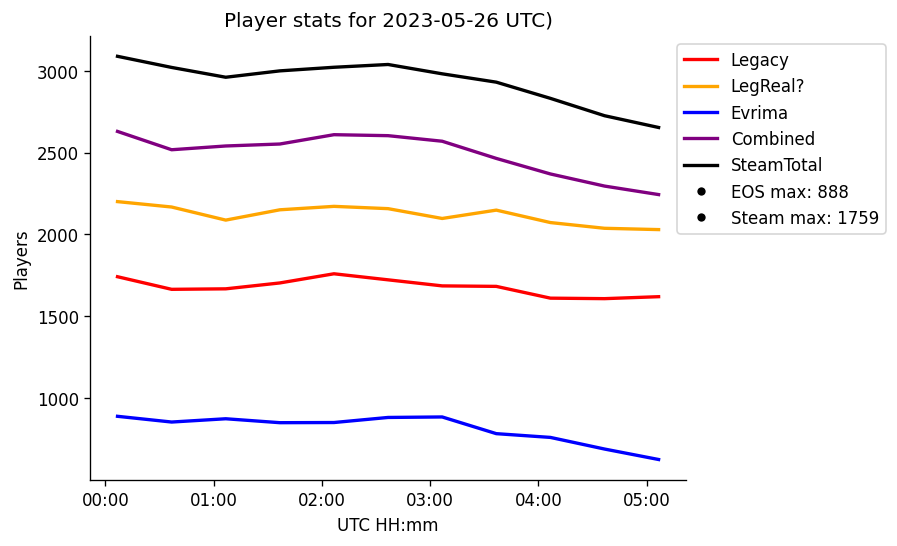 Player stats for 2023-05-26 UTC)
Players
3000
2500
2000
1500
1000
00:00 01:00 02:00 03:00 04:00 05:00
UTC HH:mm
Legacy
LegReal?
Evrima
Combined
SteamTotal
EOS max: 888
Steam max: 1759